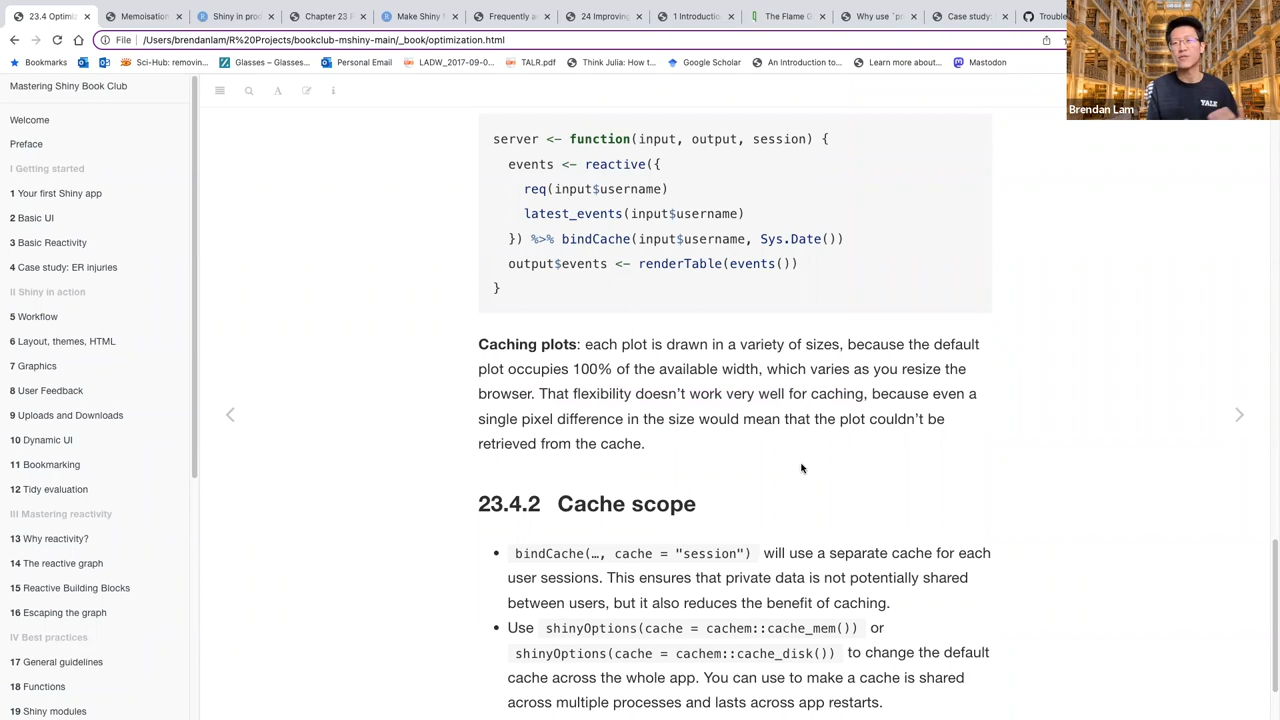 23.4 Optimiz
Memoisation
Shiny in prod
Chapter 23 P
Make Shiny f
Frequently a
24 Improving
1 Introductio
The Flame G
Why use `pr
Case study:
Troubl
File /Users/brendanlam/R%20Projects/bookclub-mshiny-main/_book/optimization.html
Bookmarks
Sci-Hub: removin...
Glasses – Glasses...
Personal Email
LADW_2017-09-0...
TALR.pdf
Think Julia: How t...
Google Scholar
An Introduction to...
Learn more about...
Mastodon
YALE
Brendan Lam
Mastering Shiny Book Club
Welcome
Preface
I Getting started
1 Your first Shiny app
2 Basic UI
3 Basic Reactivity
4 Case study: ER injuries
II Shiny in action
5 Workflow
6 Layout, themes, HTML
7 Graphics
8 User Feedback
9 Uploads and Downloads
10 Dynamic UI
11 Bookmarking
12 Tidy evaluation
III Mastering reactivity
13 Why reactivity?
14 The reactive graph
15 Reactive Building Blocks
16 Escaping the graph
IV Best practices
17 General guidelines
18 Functions
19 Shiny modules
server <- function(input, output, session) {
events <- reactive({
req(input$username)
latest_events(input$username)
}) %>% bindCache(input$username, Sys.Date())
output$events <- renderTable(events())
}
Caching plots: each plot is drawn in a variety of sizes, because the default
plot occupies 100% of the available width, which varies as you resize the
browser. That flexibility doesn't work very well for caching, because even a
single pixel difference in the size would mean that the plot couldn't be
retrieved from the cache.
23.4.2 Cache scope
• bindCache(…, cache = "session") will use a separate cache for each
user sessions. This ensures that private data is not potentially shared
between users, but it also reduces the benefit of caching.
• Use shinyOptions(cache = cachem::cache_mem()) or
shinyOptions(cache = cachem::cache_disk()) to change the default
cache across the whole app. You can use to make a cache is shared
across multiple processes and lasts across app restarts.